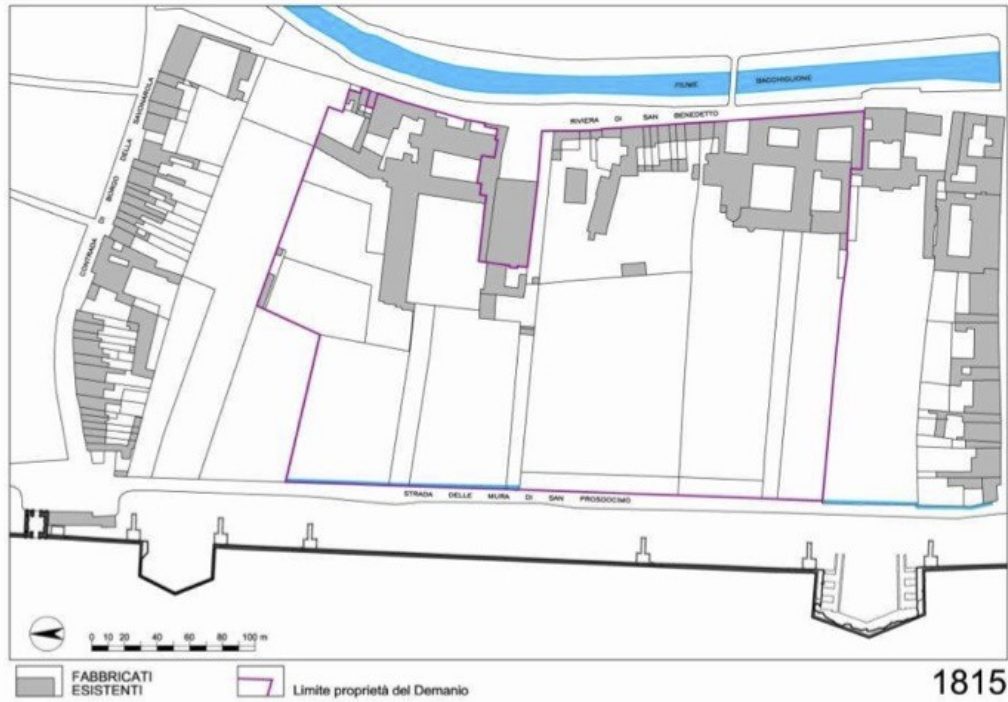 FIUME BACCHIGLIONE
RIVIERA DI SAN BENEDETTO
CONTRADA DI BORGO DELLA SAVONAROLA
STRADA DELLE MURA DI SAN PROSDOCIMO
0 10 20 40 60 80 100 m
FABBRICATI
ESISTENTI
Limite proprietà del Demanio
1815